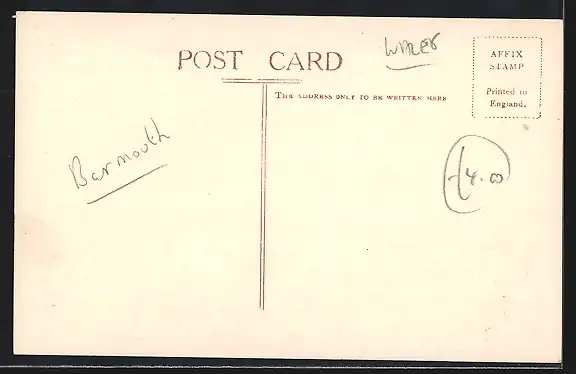 POST CARD
WALES
AFFIX
STAMP
Printed in
England.
THE ADDRESS ONLY TO BE WRITTEN HERE
Barmouth
£4.00